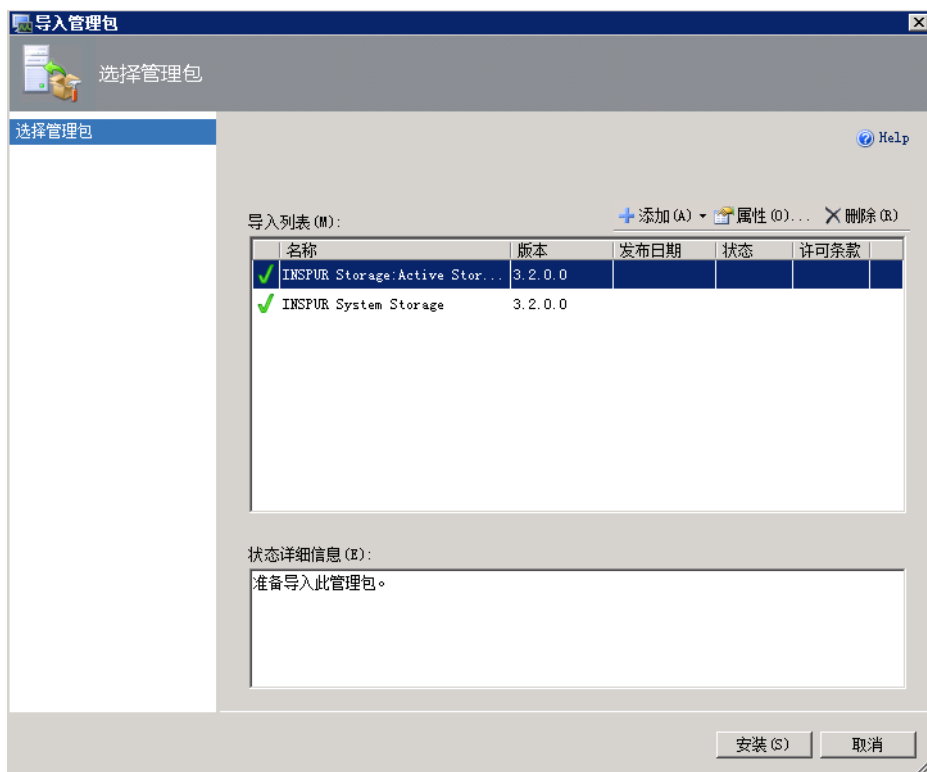 导入管理包
选择管理包
选择管理包
Help
导入列表(M):
添加(A) 属性(O)... 删除(R)
名称 版本 发布日期 状态 许可条款
INSPUR Storage:Active Stor... 3.2.0.0
INSPUR System Storage 3.2.0.0
状态详细信息(E):
准备导入此管理包。
安装(S) 取消